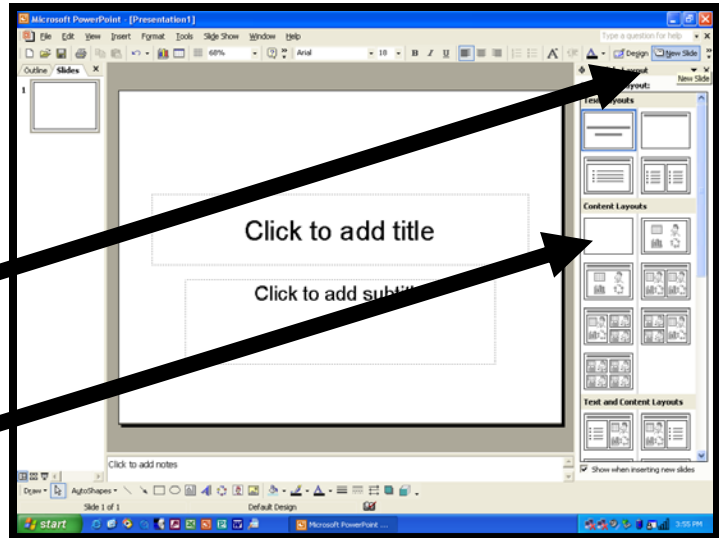 Microsoft PowerPoint - [Presentation1]
File Edit View Insert Format Tools Slide Show Window Help Type a question for help
68% Arial 18 B I U A A Design New Slide
Outline Slides
New Slide
1
Text Layouts
Click to add title
Content Layouts
Click to add
Text and Content Layouts
Click to add notes
Show when inserting new slides
Draw AutoShapes
Slide 1 of 1 Default Design
start Microsoft PowerPoint ... 3:55 PM